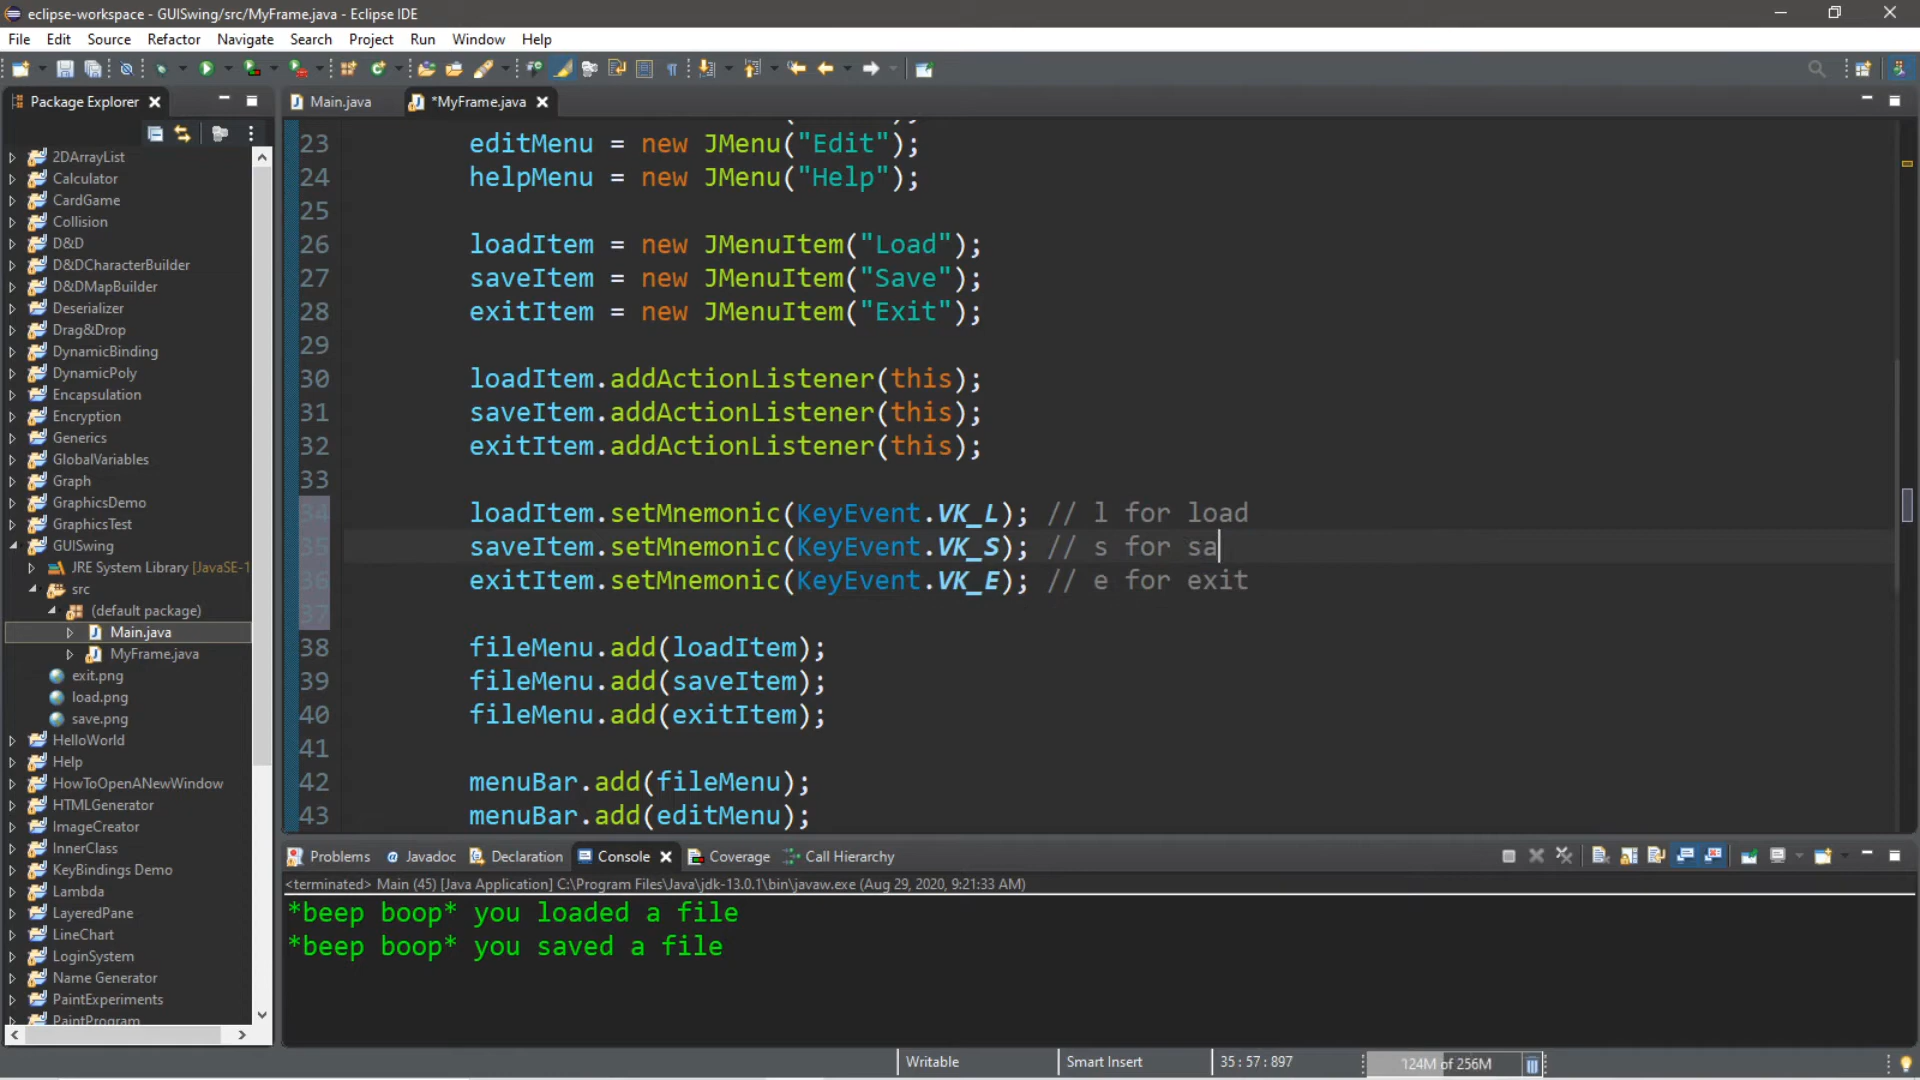 eclipse-workspace - GUISwing/src/MyFrame.java - Eclipse IDE
File Edit Source Refactor Navigate Search Project Run Window Help
Package Explorer
Main.java
*MyFrame.java
2DArrayList
Calculator
CardGame
Collision
D&D
D&DCharacterBuilder
D&DMapBuilder
Deserializer
Drag&Drop
DynamicBinding
DynamicPoly
Encapsulation
Encryption
Generics
GlobalVariables
Graph
GraphicsDemo
GraphicsTest
GUISwing
JRE System Library [JavaSE-1
src
(default package)
Main.java
MyFrame.java
exit.png
load.png
save.png
HelloWorld
Help
HowToOpenANewWindow
HTMLGenerator
ImageCreator
InnerClass
KeyBindings Demo
Lambda
LayeredPane
LineChart
LoginSystem
Name Generator
PaintExperiments
PaintProgram
23 editMenu = new JMenu("Edit");
24 helpMenu = new JMenu("Help");
25
26 loadItem = new JMenuItem("Load");
27 saveItem = new JMenuItem("Save");
28 exitItem = new JMenuItem("Exit");
29
30 loadItem.addActionListener(this);
31 saveItem.addActionListener(this);
32 exitItem.addActionListener(this);
33
34 loadItem.setMnemonic(KeyEvent.VK_L); // l for load
35 saveItem.setMnemonic(KeyEvent.VK_S); // s for sa
36 exitItem.setMnemonic(KeyEvent.VK_E); // e for exit
37
38 fileMenu.add(loadItem);
39 fileMenu.add(saveItem);
40 fileMenu.add(exitItem);
41
42 menuBar.add(fileMenu);
43 menuBar.add(editMenu);
Problems @ Javadoc Declaration Console Coverage Call Hierarchy
<terminated> Main (45) [Java Application] C:\Program Files\Java\jdk-13.0.1\bin\javaw.exe (Aug 29, 2020, 9:21:33 AM)
*beep boop* you loaded a file
*beep boop* you saved a file
Writable Smart Insert 35 : 57 : 897 124M of 256M